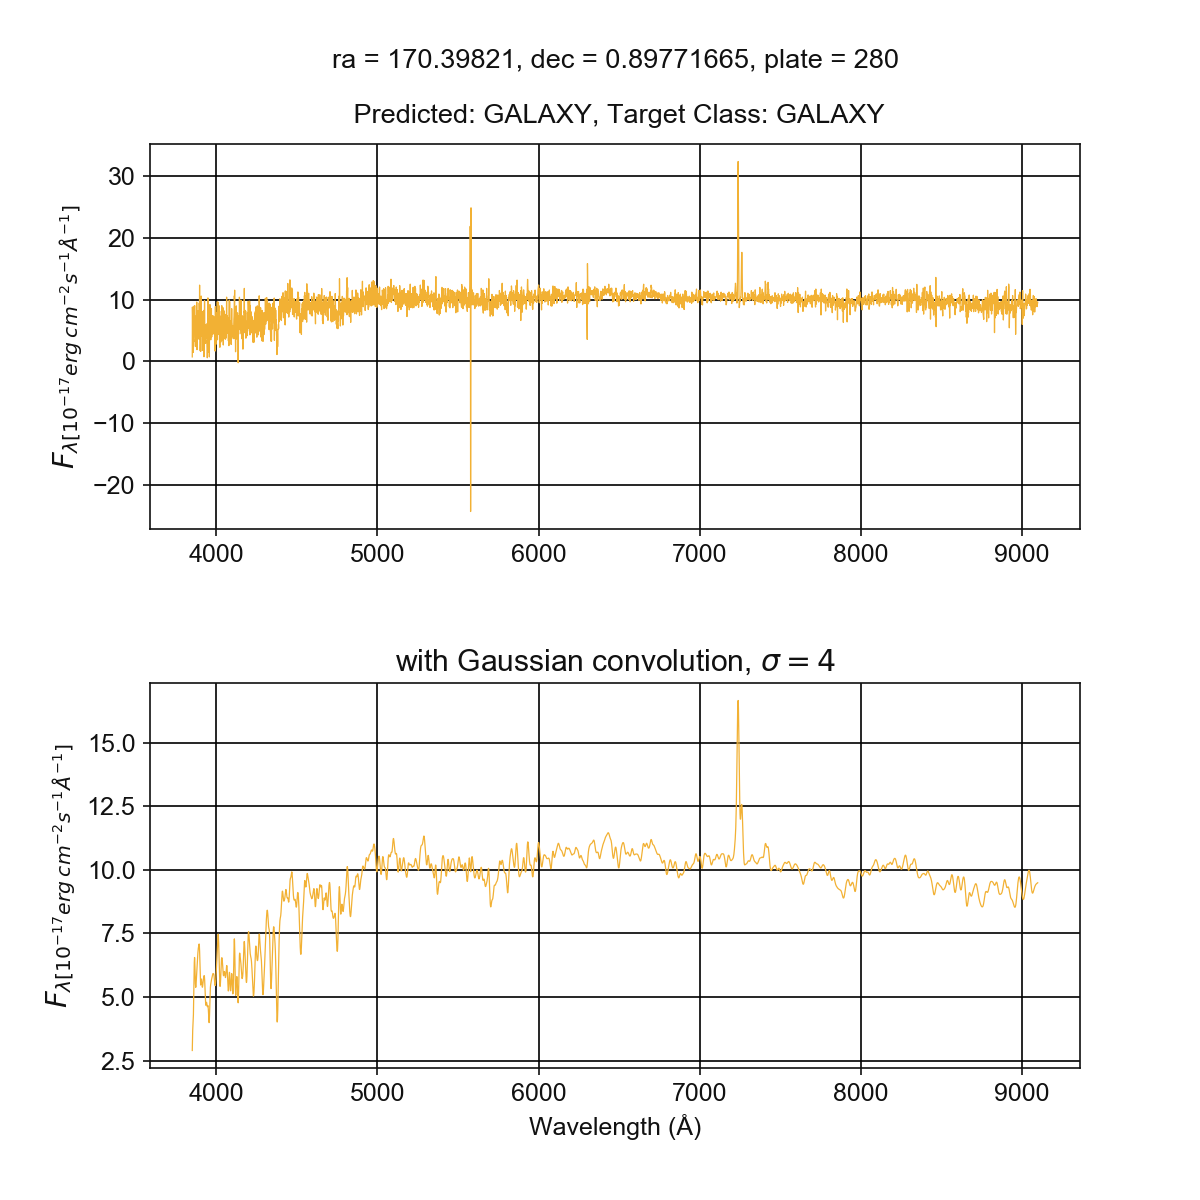 ra = 170.39821, dec = 0.89771665, plate = 280
Predicted: GALAXY, Target Class: GALAXY
30
20
10
0
−10
−20
Fλ[10⁻¹⁷erg cm⁻²s⁻¹Å⁻¹]
4000 5000 6000 7000 8000 9000
with Gaussian convolution, σ = 4
15.0
12.5
10.0
7.5
5.0
2.5
Fλ[10⁻¹⁷erg cm⁻²s⁻¹Å⁻¹]
4000 5000 6000 7000 8000 9000
Wavelength (Å)